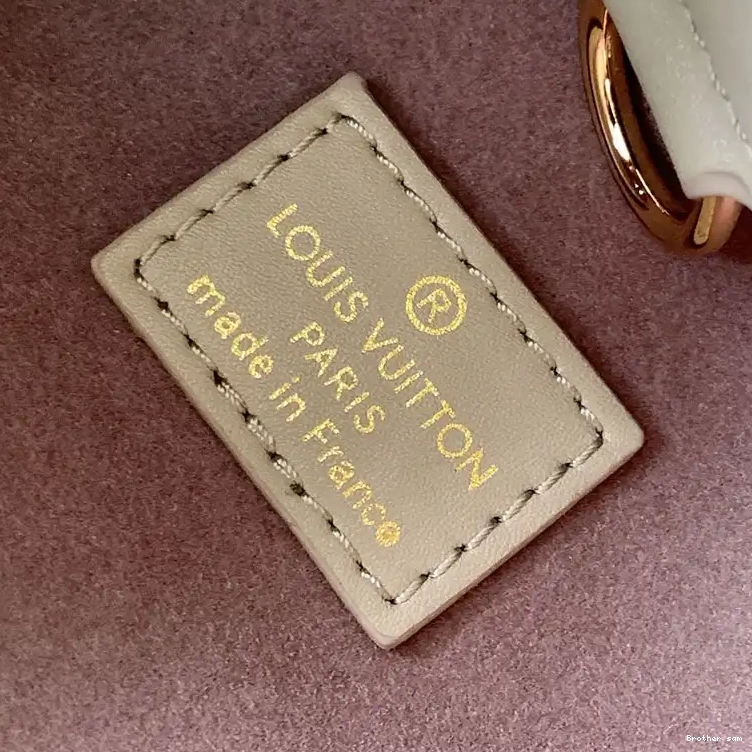 ®
LOUIS VUITTON
PARIS
made in France
Brother sam